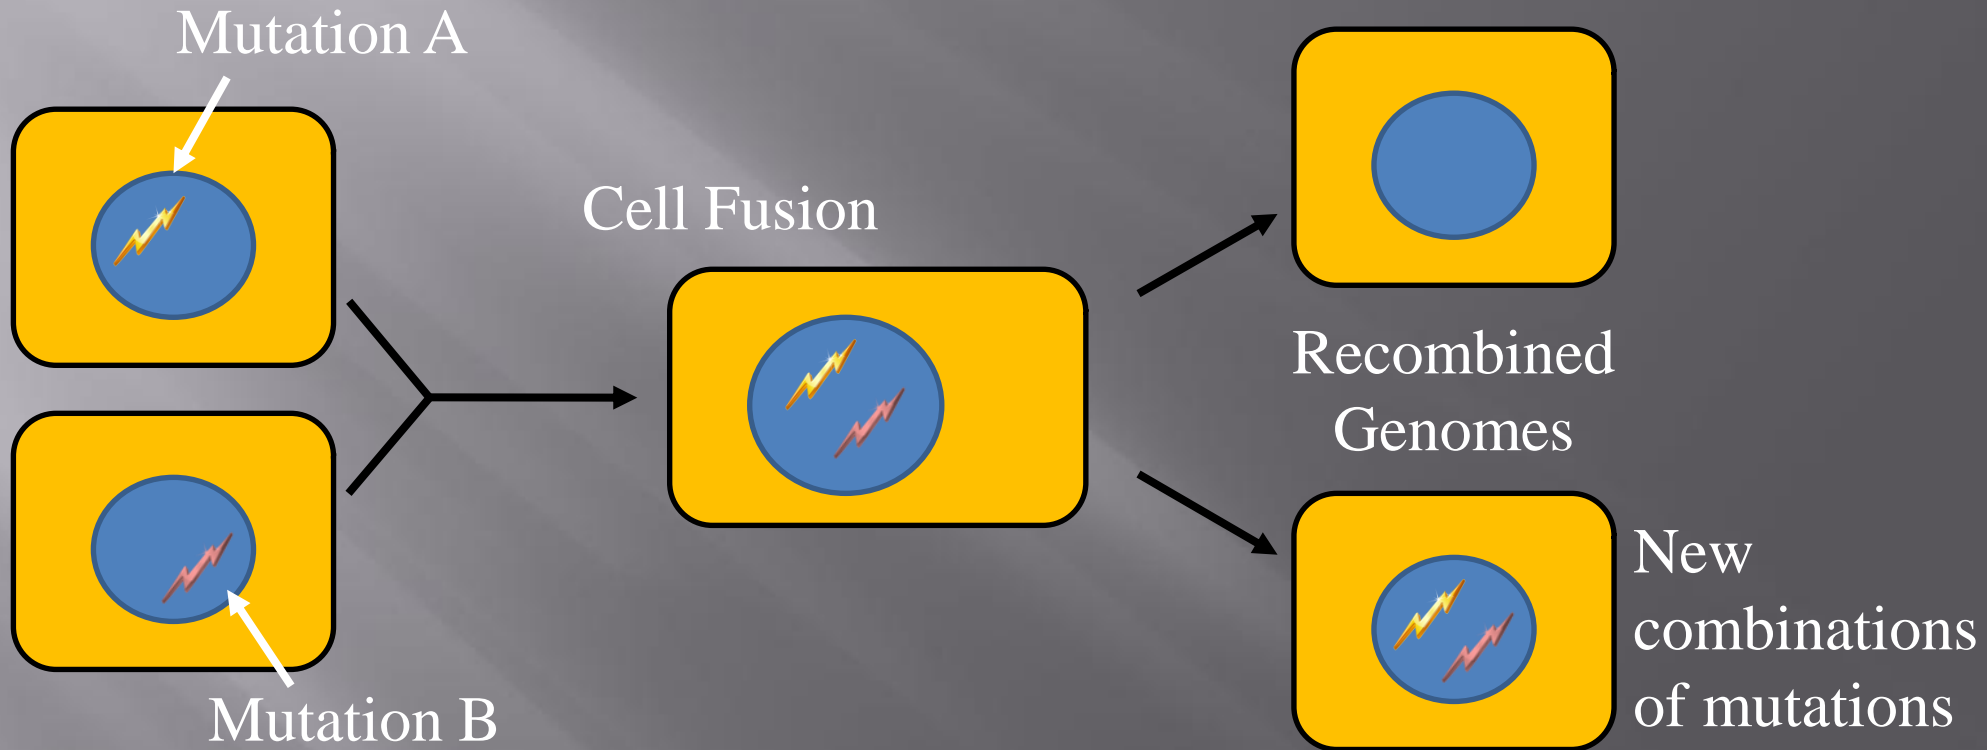 Mutation A
Cell Fusion
Recombined
Genomes
New
combinations
of mutations
Mutation B